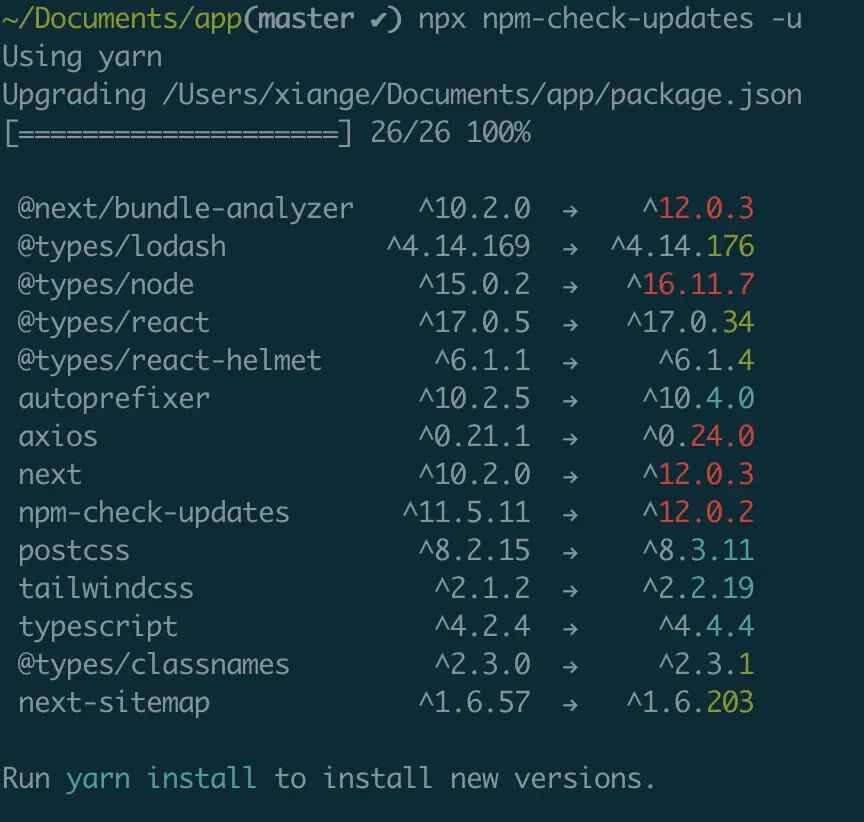 ~/Documents/app(master ✔) npx npm-check-updates -u
Using yarn
Upgrading /Users/xiange/Documents/app/package.json
[====================] 26/26 100%
@next/bundle-analyzer ^10.2.0 → ^12.0.3
@types/lodash ^4.14.169 → ^4.14.176
@types/node ^15.0.2 → ^16.11.7
@types/react ^17.0.5 → ^17.0.34
@types/react-helmet ^6.1.1 → ^6.1.4
autoprefixer ^10.2.5 → ^10.4.0
axios ^0.21.1 → ^0.24.0
next ^10.2.0 → ^12.0.3
npm-check-updates ^11.5.11 → ^12.0.2
postcss ^8.2.15 → ^8.3.11
tailwindcss ^2.1.2 → ^2.2.19
typescript ^4.2.4 → ^4.4.4
@types/classnames ^2.3.0 → ^2.3.1
next-sitemap ^1.6.57 → ^1.6.203
Run yarn install to install new versions.